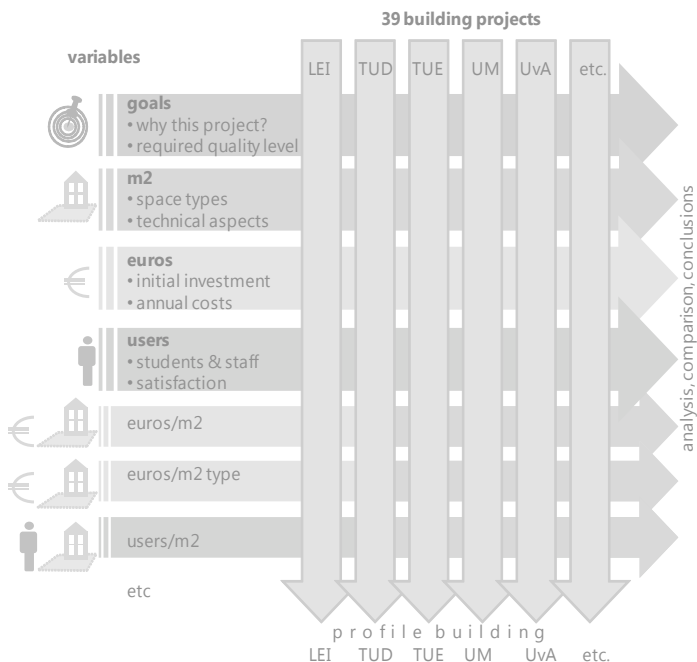 39 building projects
variables
LEI TUD TUE UM UvA etc.
goals
• why this project?
• required quality level
m2
• space types
• technical aspects
euros
• initial investment
• annual costs
users
• students & staff
• satisfaction
euros/m2
euros/m2 type
users/m2
etc
analysis, comparison, conclusions
profile building
LEI TUD TUE UM UvA etc.